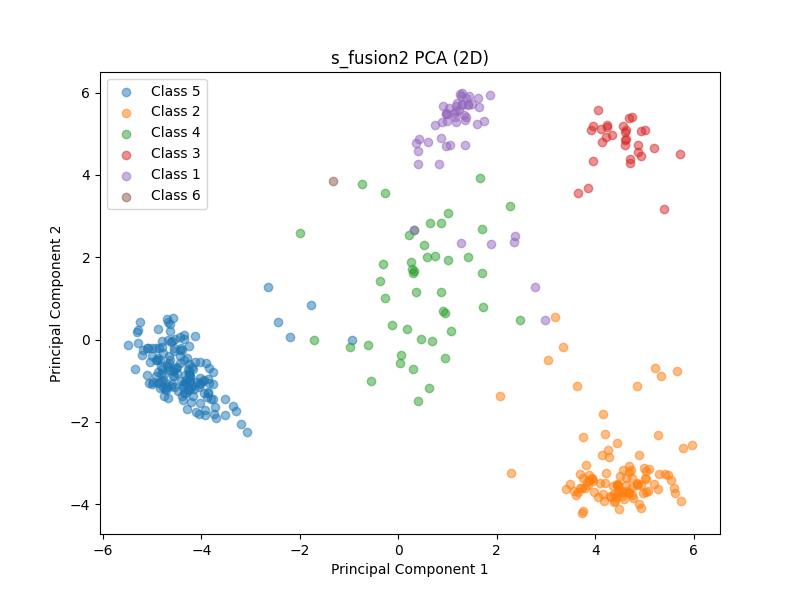 s_fusion2 PCA (2D)
Class 5
Class 2
Class 4
Class 3
Class 1
Class 6
Principal Component 2
6
4
2
0
−2
−4
−6
−4
−2
0
2
4
6
Principal Component 1